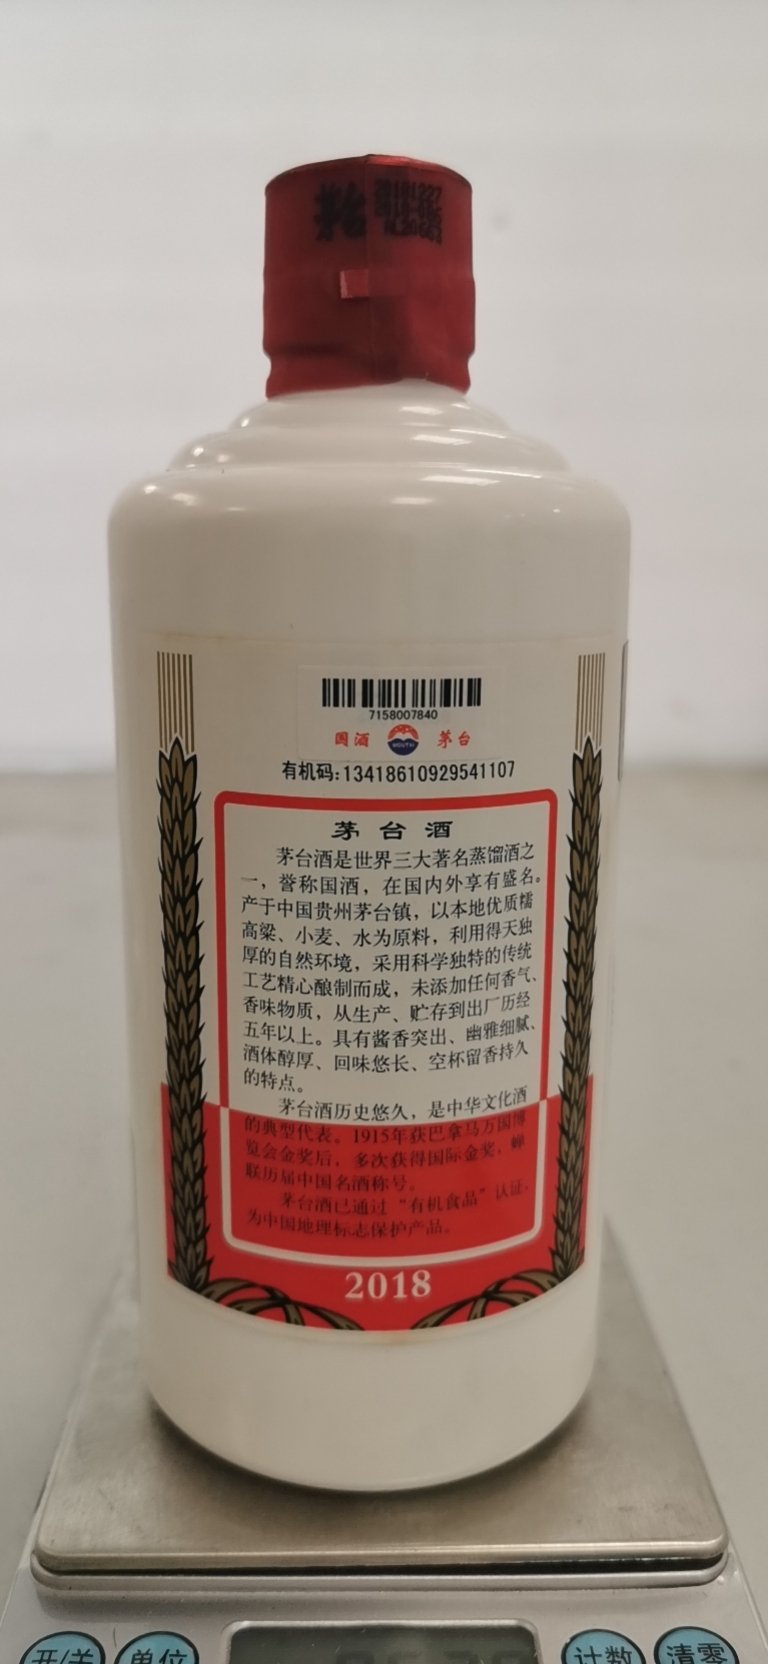 茅台
20181227
7158007840
国酒 茅台
MOUTAI
有机码:13418610929541107
茅台酒
茅台酒是世界三大著名蒸馏酒之
一，誉称国酒，在国内外享有盛名。
产于中国贵州茅台镇，以本地优质糯
高粱、小麦、水为原料，利用得天独
厚的自然环境，采用科学独特的传统
工艺精心酿制而成，未添加任何香气、
香味物质，从生产、贮存到出厂历经
五年以上。具有酱香突出、幽雅细腻、
酒体醇厚、回味悠长、空杯留香持久
的特点。
茅台酒历史悠久，是中华文化酒
的典型代表。1915年获巴拿马万国博
览会金奖后，多次获得国际金奖，蝉
联历届中国名酒称号。
茅台酒已通过“有机食品”认证，
为中国地理标志保护产品。
2018
开/关 单位 计数 清零